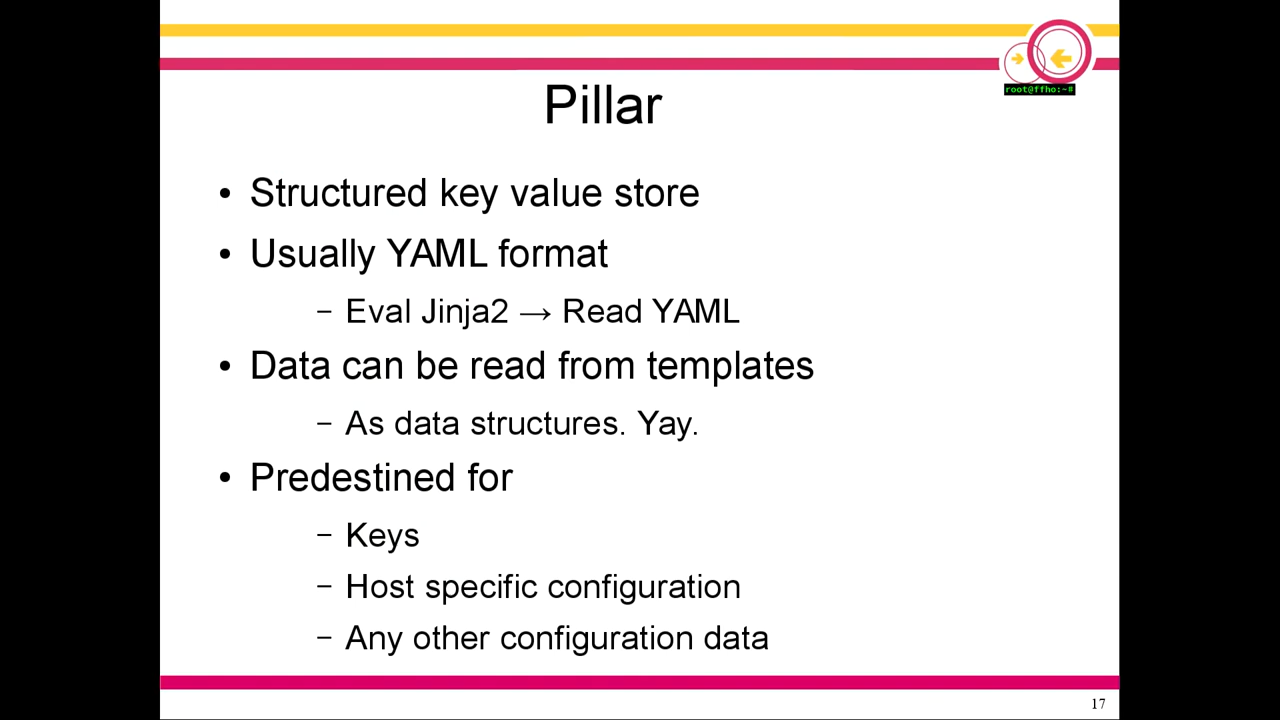 root@ffho:~#
Pillar
• Structured key value store
• Usually YAML format
– Eval Jinja2 → Read YAML
• Data can be read from templates
– As data structures. Yay.
• Predestined for
– Keys
– Host specific configuration
– Any other configuration data
17